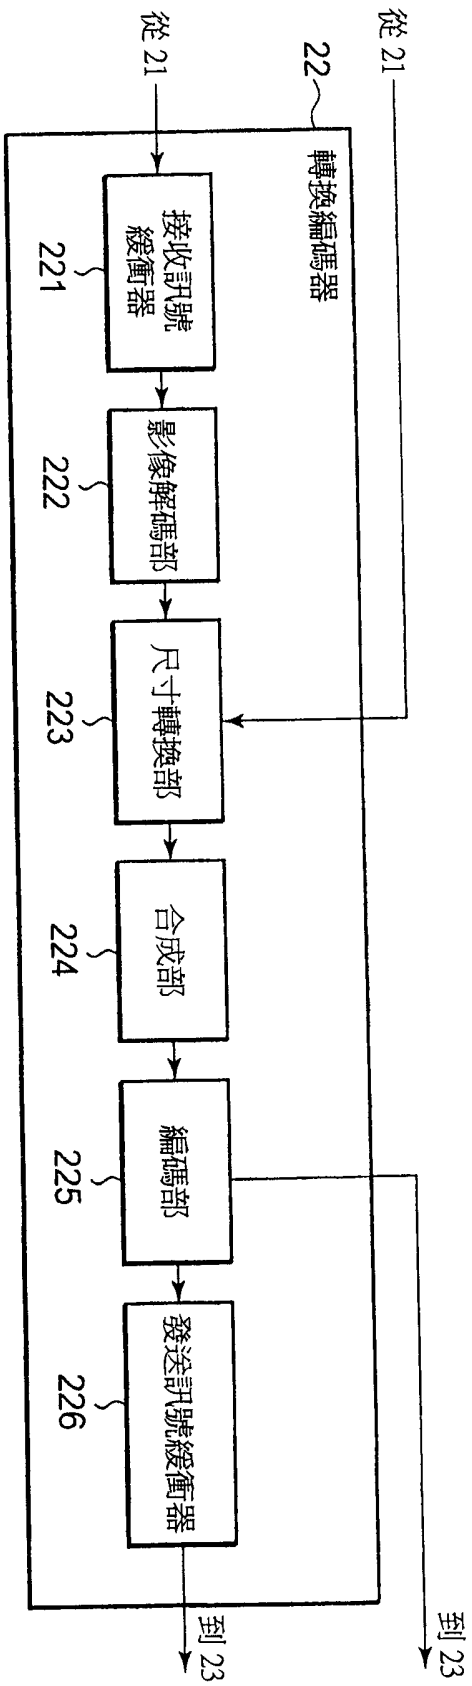 從 21
22
轉換編碼器
從 21
接收訊號
緩衝器
221
影像解碼部
222
尺寸轉換部
223
合成部
224
編碼部
225
發送訊號緩衝器
226
到 23
到 23